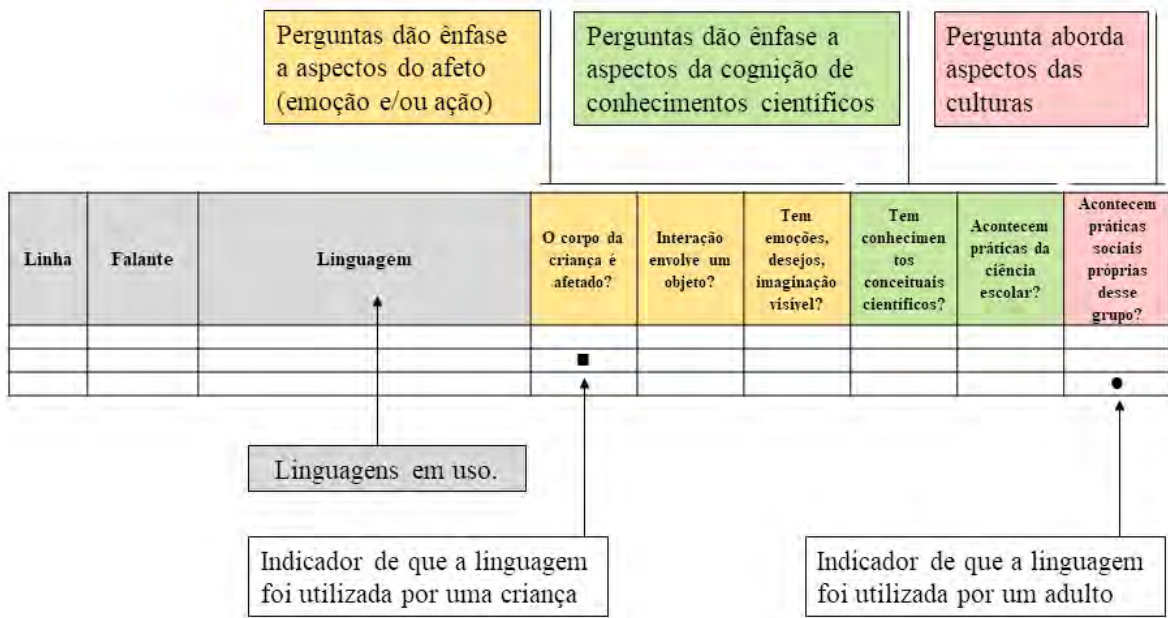 Perguntas dão ênfase
a aspectos do afeto
(emoção e/ou ação)
Perguntas dão ênfase a
aspectos da cognição de
conhecimentos científicos
Pergunta aborda
aspectos das
culturas
Linha
Falante
Linguagem
O corpo da
criança é
afetado?
Interação
envolve um
objeto?
Tem
emoções,
desejos,
imaginação
visível?
Tem
conhecimen
tos
conceituais
científicos?
Acontecem
práticas da
ciência
escolar?
Acontecem
práticas
sociais
próprias
desse
grupo?
Linguagens em uso.
Indicador de que a linguagem
foi utilizada por uma criança
Indicador de que a linguagem
foi utilizada por um adulto